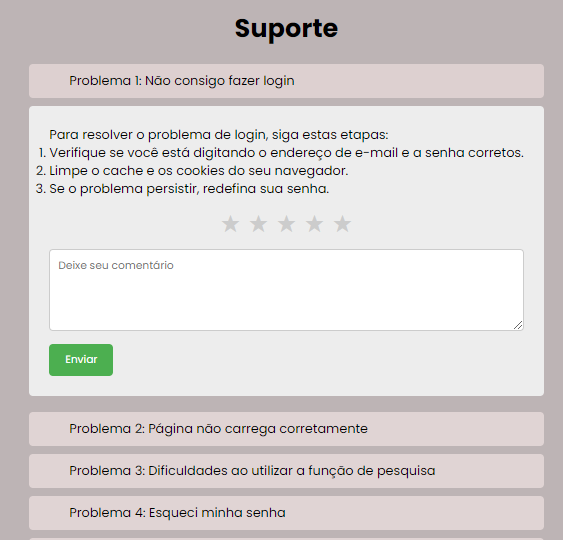 Suporte
Problema 1: Não consigo fazer login
Para resolver o problema de login, siga estas etapas:
1. Verifique se você está digitando o endereço de e-mail e a senha corretos.
2. Limpe o cache e os cookies do seu navegador.
3. Se o problema persistir, redefina sua senha.
Deixe seu comentário
Enviar
Problema 2: Página não carrega corretamente
Problema 3: Dificuldades ao utilizar a função de pesquisa
Problema 4: Esqueci minha senha